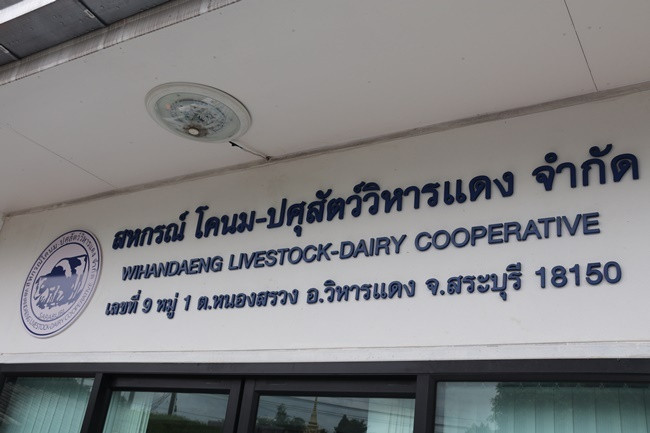 สหกรณ์ โคนม-ปศุสัตว์วิหารแดง จำกัด
WIHANDAENG LIVESTOCK-DAIRY COOPERATIVE
เลขที่ 9 หมู่ 1 ต.หนองสรวง อ.วิหารแดง จ.สระบุรี 18150